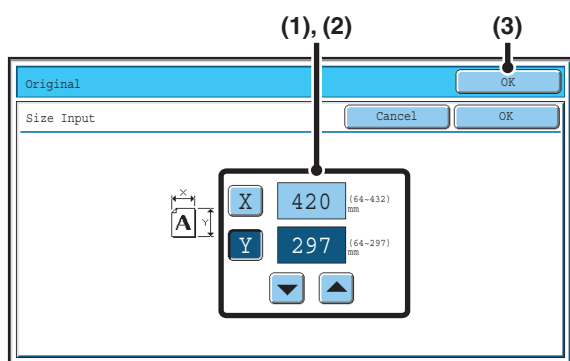 (1), (2) (3)
Original OK
Size Input Cancel OK
X 420 (64~432) mm
X
A Y
Y 297 (64~297) mm